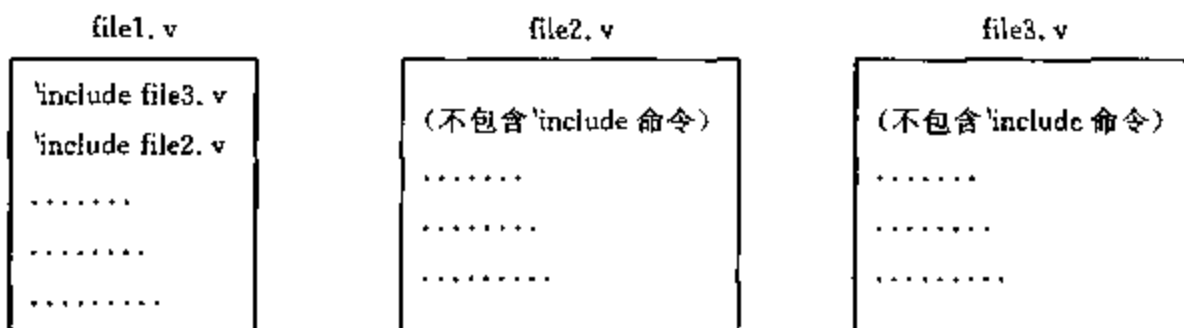 file1. v
`include file3. v
`include file2. v
.......
........
.........
file2. v
(不包含`include 命令)
.......
........
.........
file3. v
(不包含`include 命令)
.......
........
.........